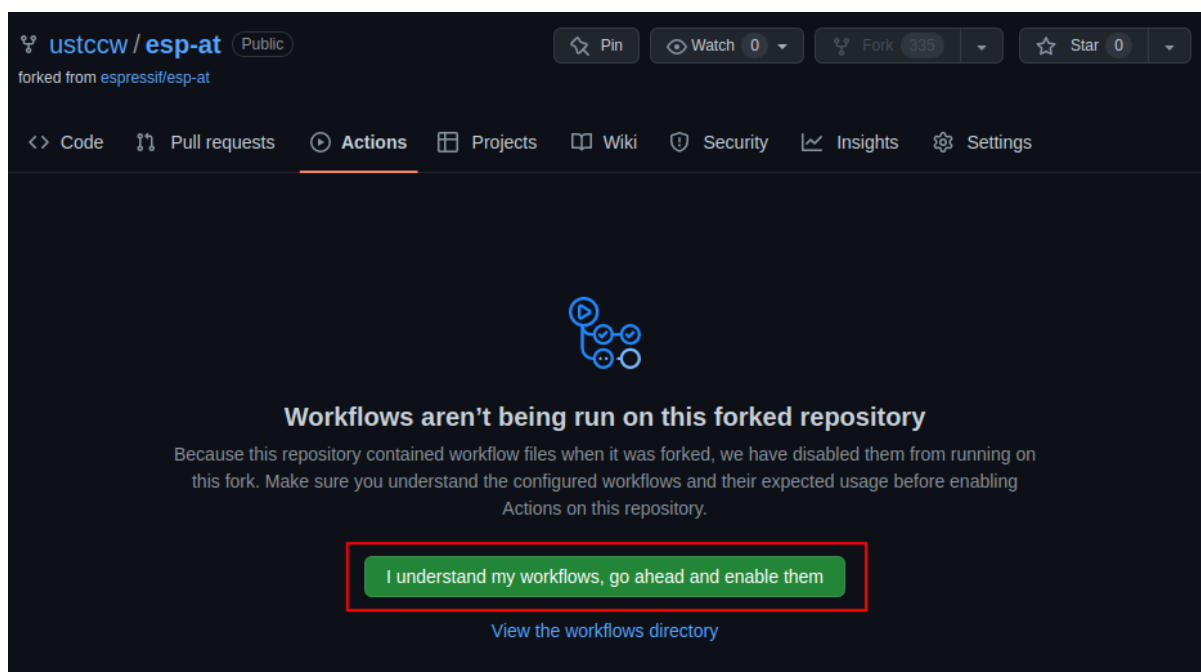 ustccw / esp-at Public Pin Watch 0 Fork 335 Star 0
forked from espressif/esp-at
Code Pull requests Actions Projects Wiki Security Insights Settings
Workflows aren’t being run on this forked repository
Because this repository contained workflow files when it was forked, we have disabled them from running on
this fork. Make sure you understand the configured workflows and their expected usage before enabling
Actions on this repository.
I understand my workflows, go ahead and enable them
View the workflows directory